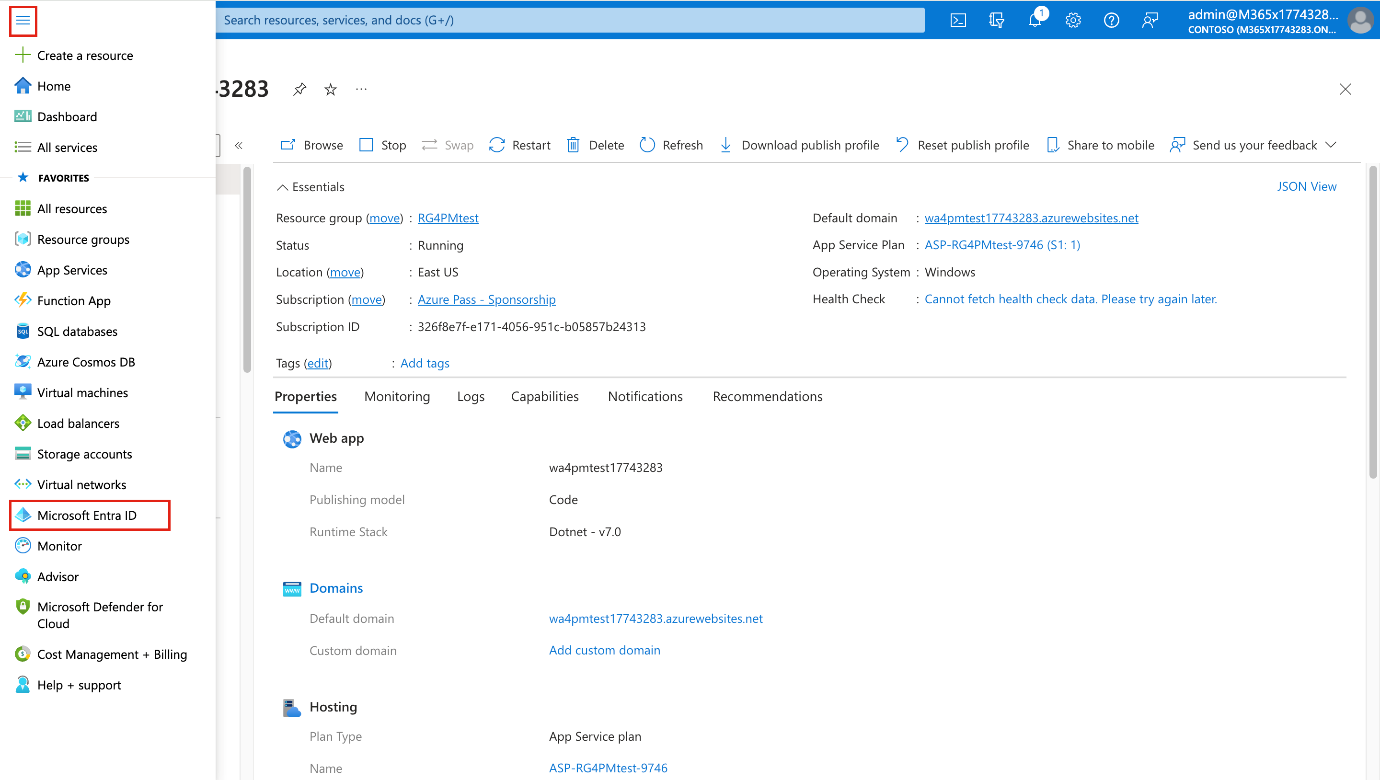 Search resources, services, and docs (G+/)
1
admin@M365x1774328...
CONTOSO (M365X17743283.ON...
Create a resource
Home
Dashboard
All services
FAVORITES
All resources
Resource groups
App Services
Function App
SQL databases
Azure Cosmos DB
Virtual machines
Load balancers
Storage accounts
Virtual networks
Microsoft Entra ID
Monitor
Advisor
Microsoft Defender for
Cloud
Cost Management + Billing
Help + support
43283
...
«
Browse Stop Swap Restart Delete Refresh Download publish profile Reset publish profile Share to mobile Send us your feedback
Essentials
JSON View
Resource group (move) : RG4PMtest
Status : Running
Location (move) : East US
Subscription (move) : Azure Pass - Sponsorship
Subscription ID : 326f8e7f-e171-4056-951c-b05857b24313
Default domain : wa4pmtest17743283.azurewebsites.net
App Service Plan : ASP-RG4PMtest-9746 (S1: 1)
Operating System : Windows
Health Check : Cannot fetch health check data. Please try again later.
Tags (edit) : Add tags
Properties Monitoring Logs Capabilities Notifications Recommendations
Web app
Name wa4pmtest17743283
Publishing model Code
Runtime Stack Dotnet - v7.0
Domains
Default domain wa4pmtest17743283.azurewebsites.net
Custom domain Add custom domain
Hosting
Plan Type App Service plan
Name ASP-RG4PMtest-9746